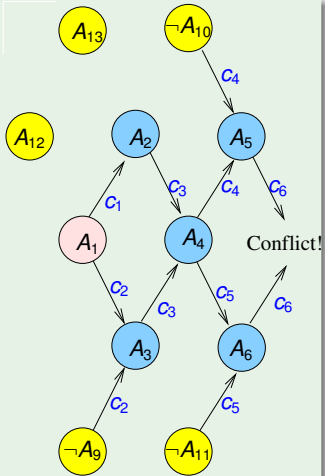 A₁₃
¬A₁₀
c₄
A₁₂
A₂
A₅
c₁
c₃
c₄
c₆
A₁
A₄
Conflict!
c₂
c₃
c₅
c₆
A₃
A₆
c₂
c₅
¬A₉
¬A₁₁